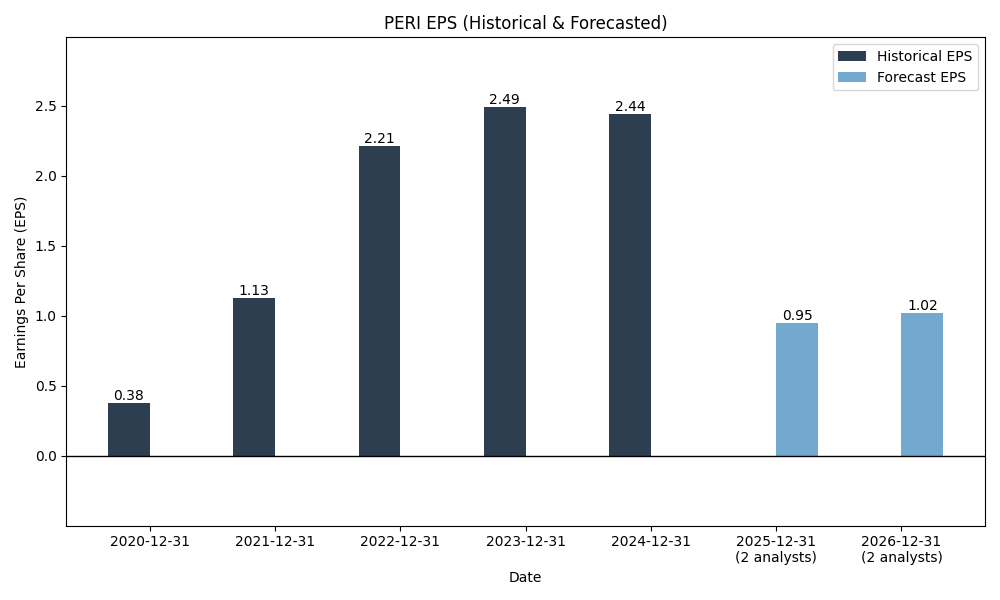 PERI EPS (Historical & Forecasted)
Historical EPS
Forecast EPS
Earnings Per Share (EPS)
2.5
2.0
1.5
1.0
0.5
0.0
0.38
1.13
2.21
2.49
2.44
0.95
1.02
2020-12-31
2021-12-31
2022-12-31
2023-12-31
2024-12-31
2025-12-31
(2 analysts)
2026-12-31
(2 analysts)
Date